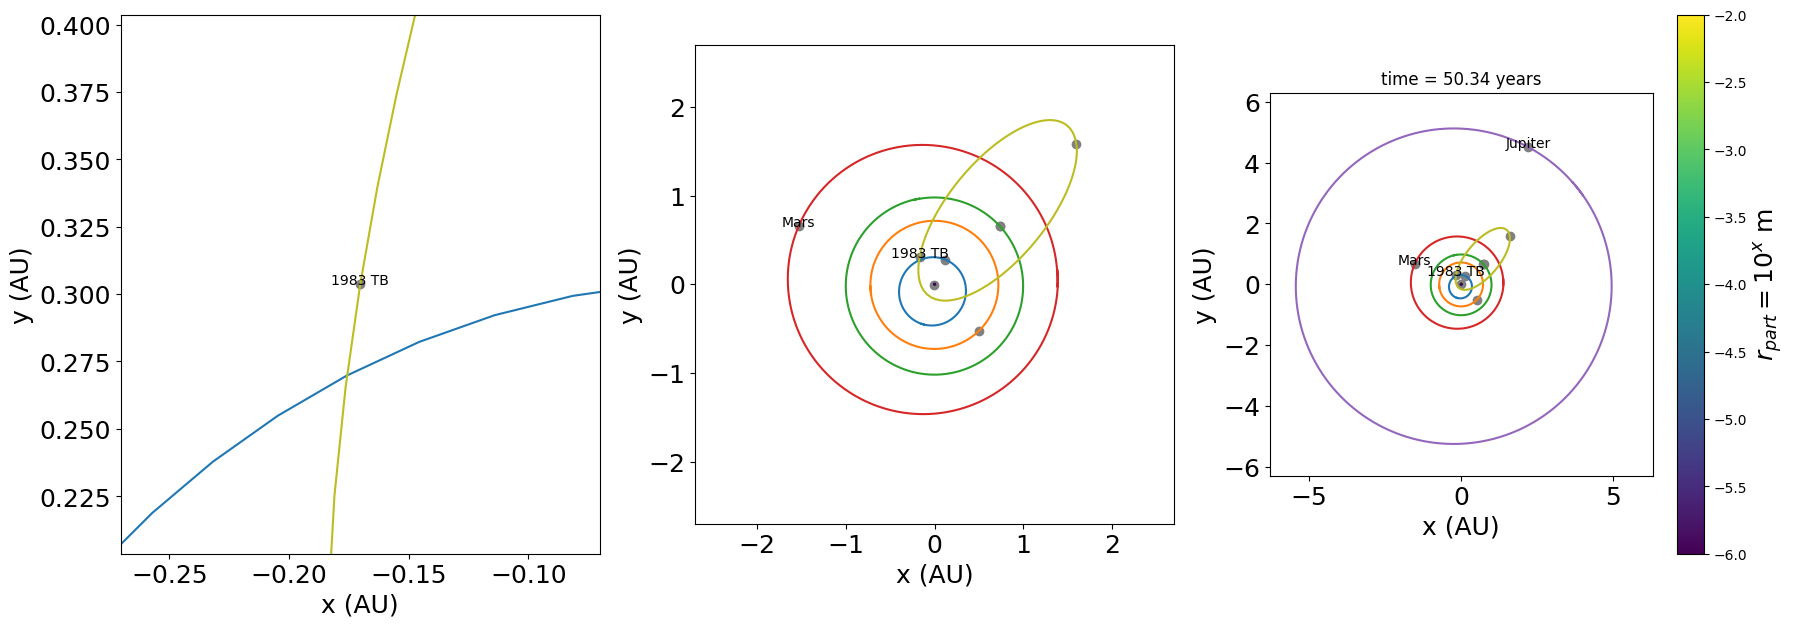 0.400
0.375
0.350
0.325
0.300
0.275
0.250
0.225
y (AU)
1983 TB
−0.25 −0.20 −0.15 −0.10
x (AU)
2
1
0
−1
−2
y (AU)
Mars
1983 TB
−2 −1 0 1 2
x (AU)
time = 50.34 years
6
4
2
0
−2
−4
−6
y (AU)
Jupiter
Mars
1983 TB
−5 0 5
x (AU)
−2.0
−2.5
−3.0
−3.5
−4.0
−4.5
−5.0
−5.5
−6.0
r_{part} = 10^x m